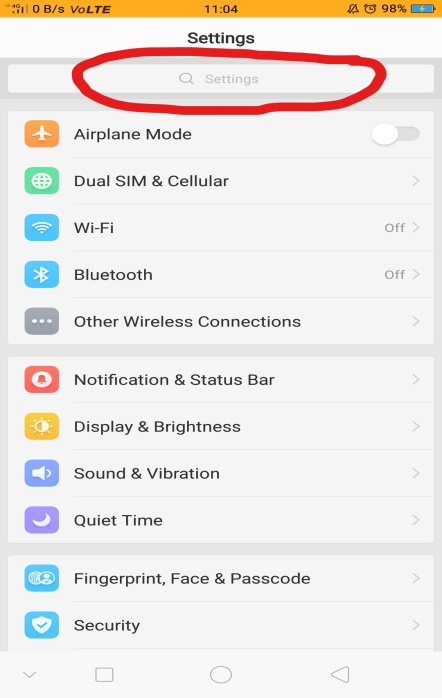 4G 0 B/s VoLTE 11:04 98%
Settings
Settings
Airplane Mode
Dual SIM & Cellular
Wi-Fi Off
Bluetooth Off
Other Wireless Connections
Notification & Status Bar
Display & Brightness
Sound & Vibration
Quiet Time
Fingerprint, Face & Passcode
Security